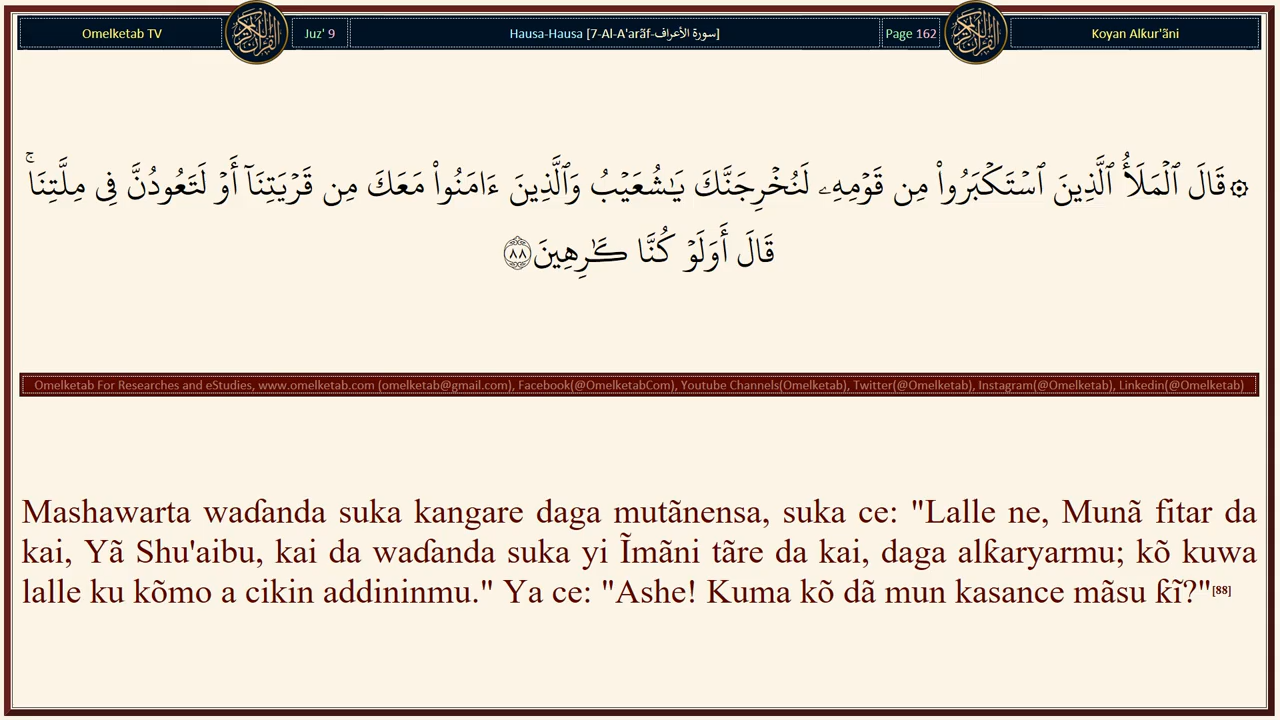 Omelketab TV
Juz' 9
Hausa-Hausa [7-Al-A'arãf-سورة الأعراف]
Page 162
Koyan Alƙur'ãni
۞ قَالَ ٱلۡمَلَأُ ٱلَّذِينَ ٱسۡتَكۡبَرُواْ مِن قَوۡمِهِۦ لَنُخۡرِجَنَّكَ يَٰشُعَيۡبُ وَٱلَّذِينَ ءَامَنُواْ مَعَكَ مِن قَرۡيَتِنَآ أَوۡ لَتَعُودُنَّ فِي مِلَّتِنَاۚ
قَالَ أَوَلَوۡ كُنَّا كَٰرِهِينَ ٨٨
Omelketab For Researches and eStudies, www.omelketab.com (omelketab@gmail.com), Facebook(@OmelketabCom), Youtube Channels(Omelketab), Twitter(@Omelketab), Instagram(@Omelketab), Linkedin(@Omelketab)
Mashawarta waɗanda suka kangare daga mutãnensa, suka ce: "Lalle ne, Munã fitar da
kai, Yã Shu'aibu, kai da waɗanda suka yi Ĩmãni tãre da kai, daga alƙaryarmu; kõ kuwa
lalle ku kõmo a cikin addininmu." Ya ce: "Ashe! Kuma kõ dã mun kasance mãsu ƙĩ?"[88]